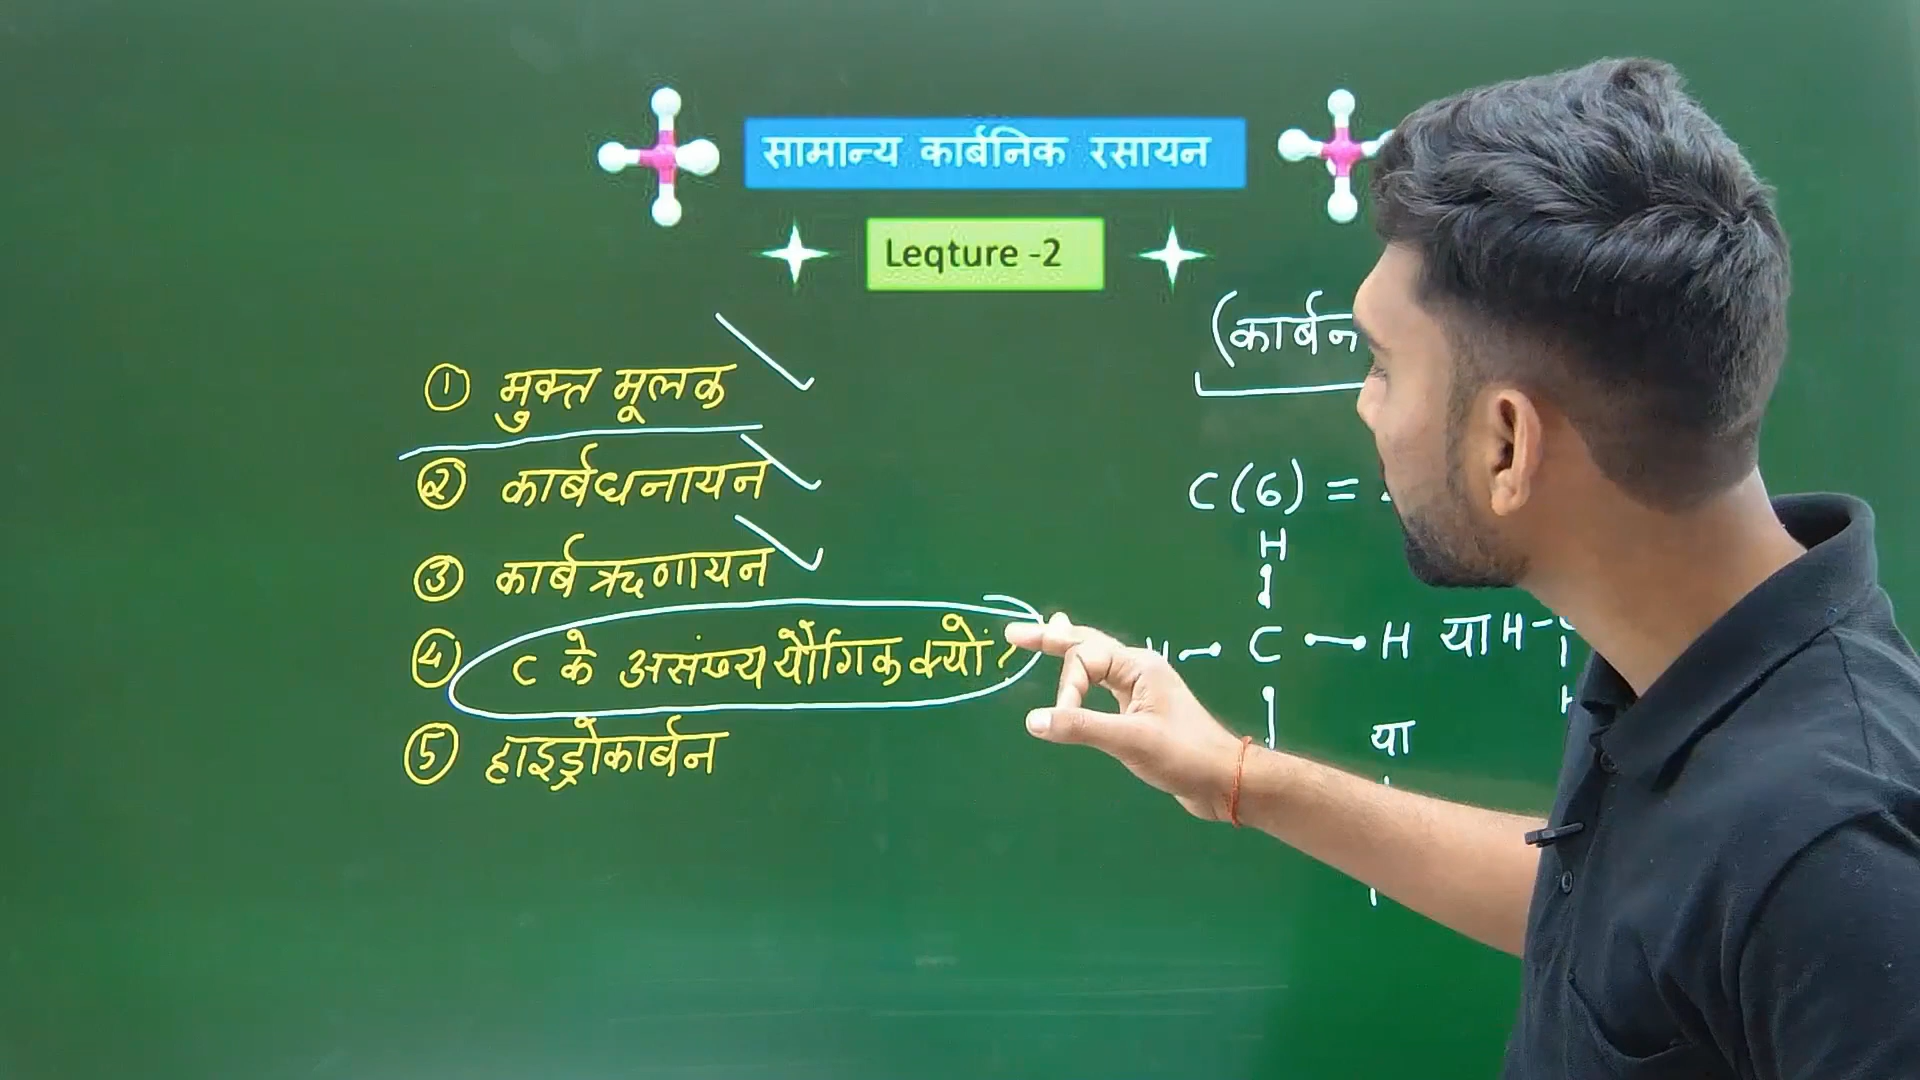 सामान्य कार्बनिक रसायन
Leqture -2
① मुक्त मूलक
② कार्बधनायन
③ कार्बऋणायन
④ C के असंख्य यौगिक क्यों?
⑤ हाइड्रोकार्बन
(कार्बन
C(6) =
H
C H या H-
या